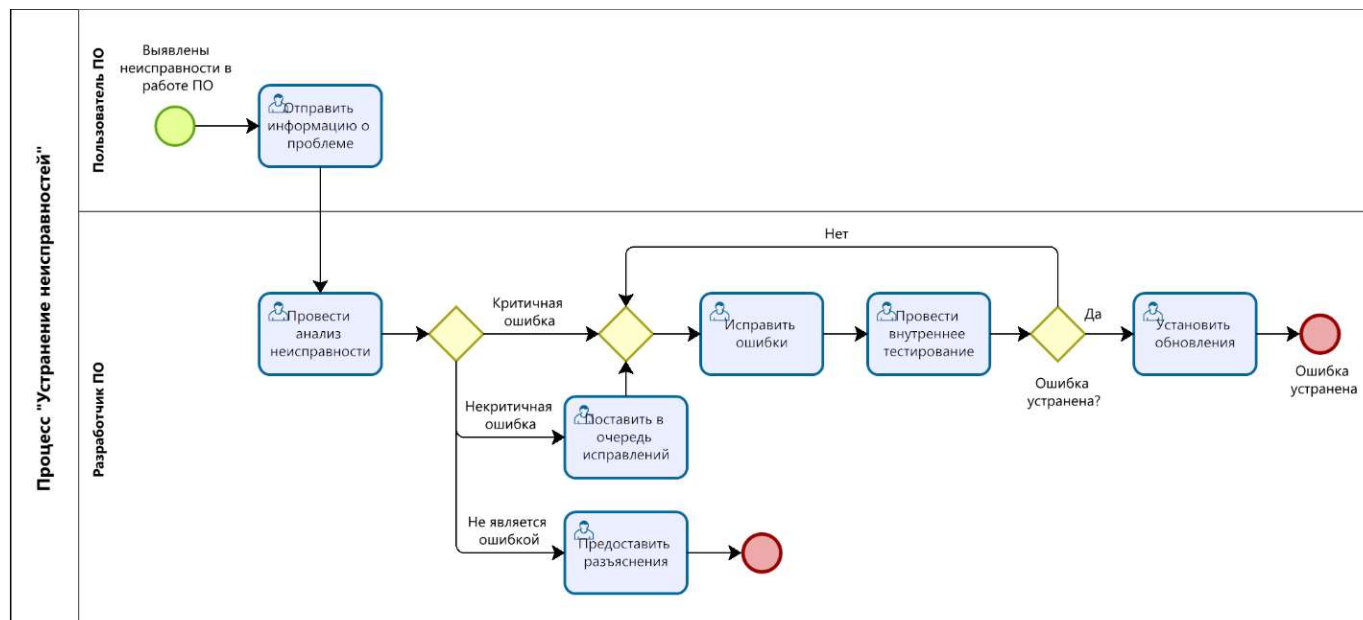 Процесс "Устранение неисправностей"
Пользователь ПО
Выявлены
неисправности в
работе ПО
Отправить
информацию о
проблеме
Разработчик ПО
Провести
анализ
неисправности
Критичная
ошибка
Некритичная
ошибка
Не является
ошибкой
Поставить в
очередь
исправлений
Предоставить
разъяснения
Нет
Исправить
ошибки
Провести
внутреннее
тестирование
Ошибка
устранена?
Да
Установить
обновления
Ошибка
устранена